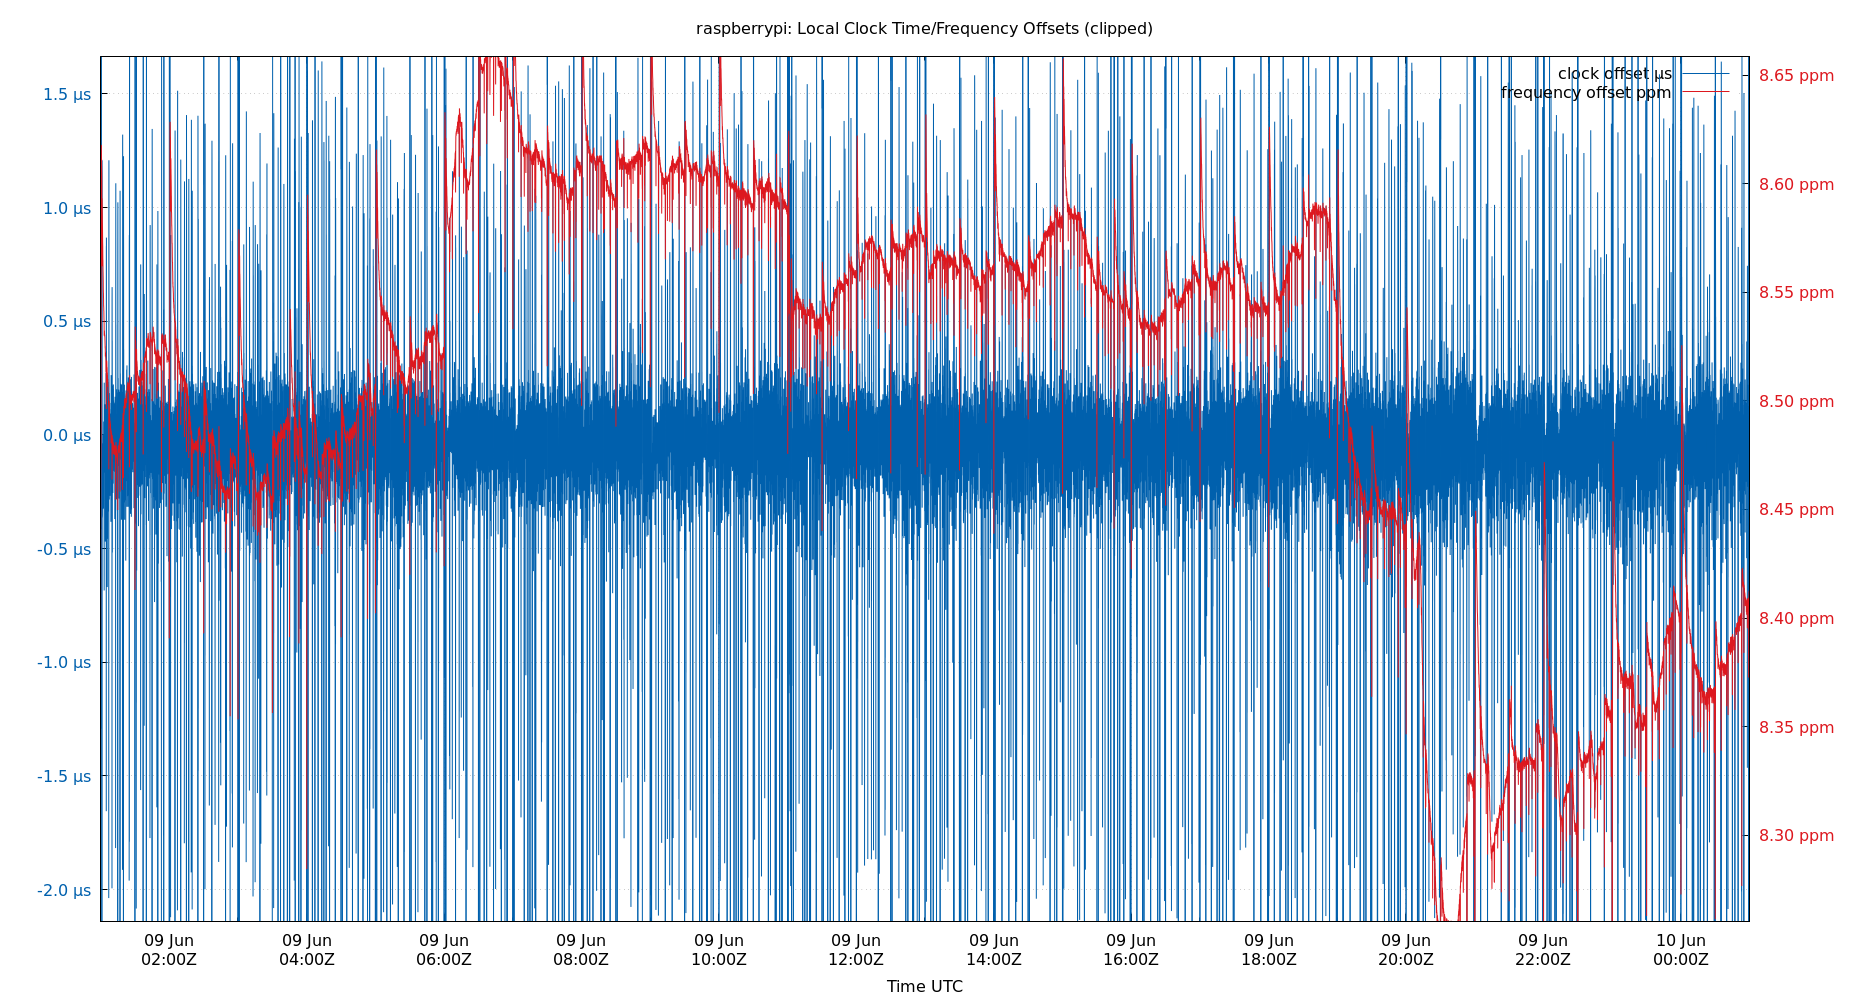 raspberrypi: Local Clock Time/Frequency Offsets (clipped)
clock offset µs
frequency offset ppm
1.5 µs
1.0 µs
0.5 µs
0.0 µs
-0.5 µs
-1.0 µs
-1.5 µs
-2.0 µs
8.65 ppm
8.60 ppm
8.55 ppm
8.50 ppm
8.45 ppm
8.40 ppm
8.35 ppm
8.30 ppm
09 Jun 09 Jun 09 Jun 09 Jun 09 Jun 09 Jun 09 Jun 09 Jun 09 Jun 09 Jun 09 Jun 10 Jun
02:00Z 04:00Z 06:00Z 08:00Z 10:00Z 12:00Z 14:00Z 16:00Z 18:00Z 20:00Z 22:00Z 00:00Z
Time UTC